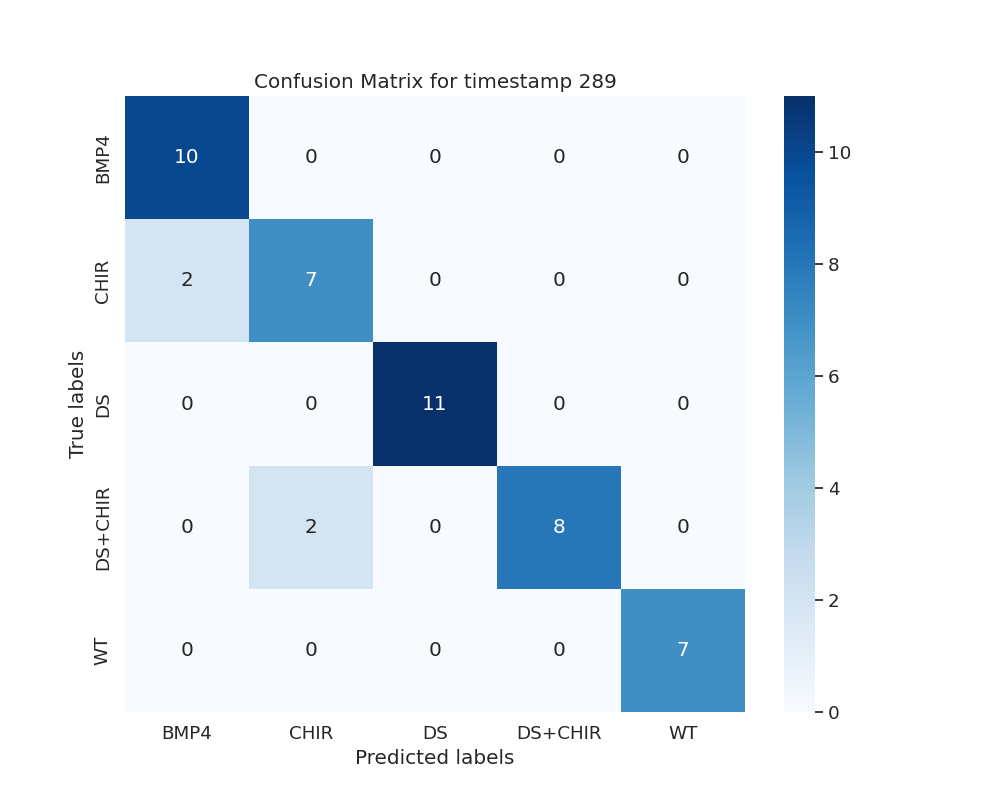 Confusion Matrix for timestamp 289
BMP4 10 0 0 0 0
CHIR 2 7 0 0 0
DS 0 0 11 0 0
DS+CHIR 0 2 0 8 0
WT 0 0 0 0 7
True labels
BMP4 CHIR DS DS+CHIR WT
Predicted labels
10
8
6
4
2
0